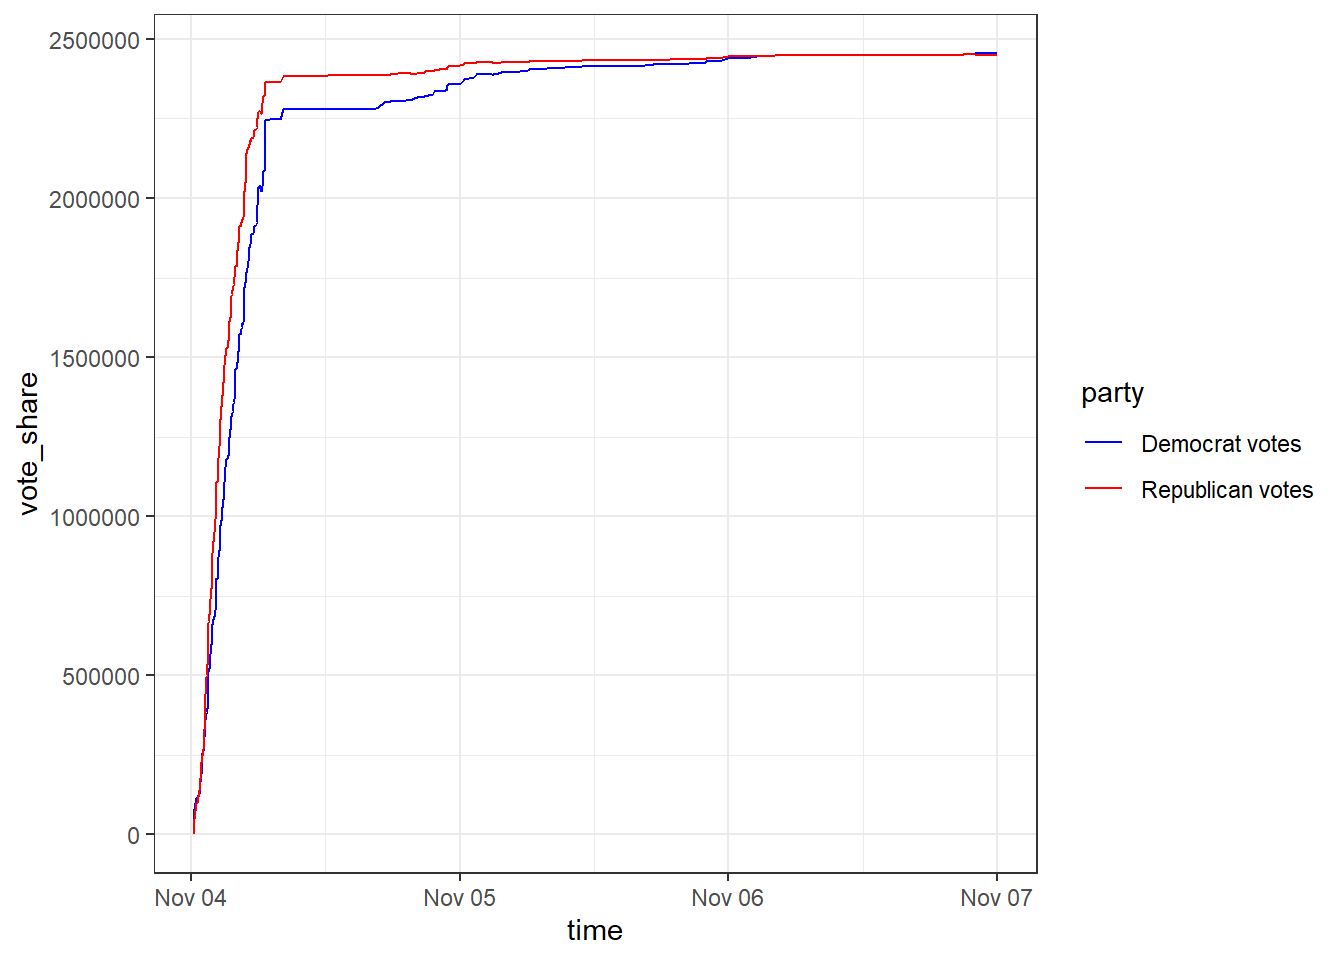 2500000
2000000
1500000
1000000
500000
0
vote_share
Nov 04
Nov 05
Nov 06
Nov 07
time
party
Democrat votes
Republican votes